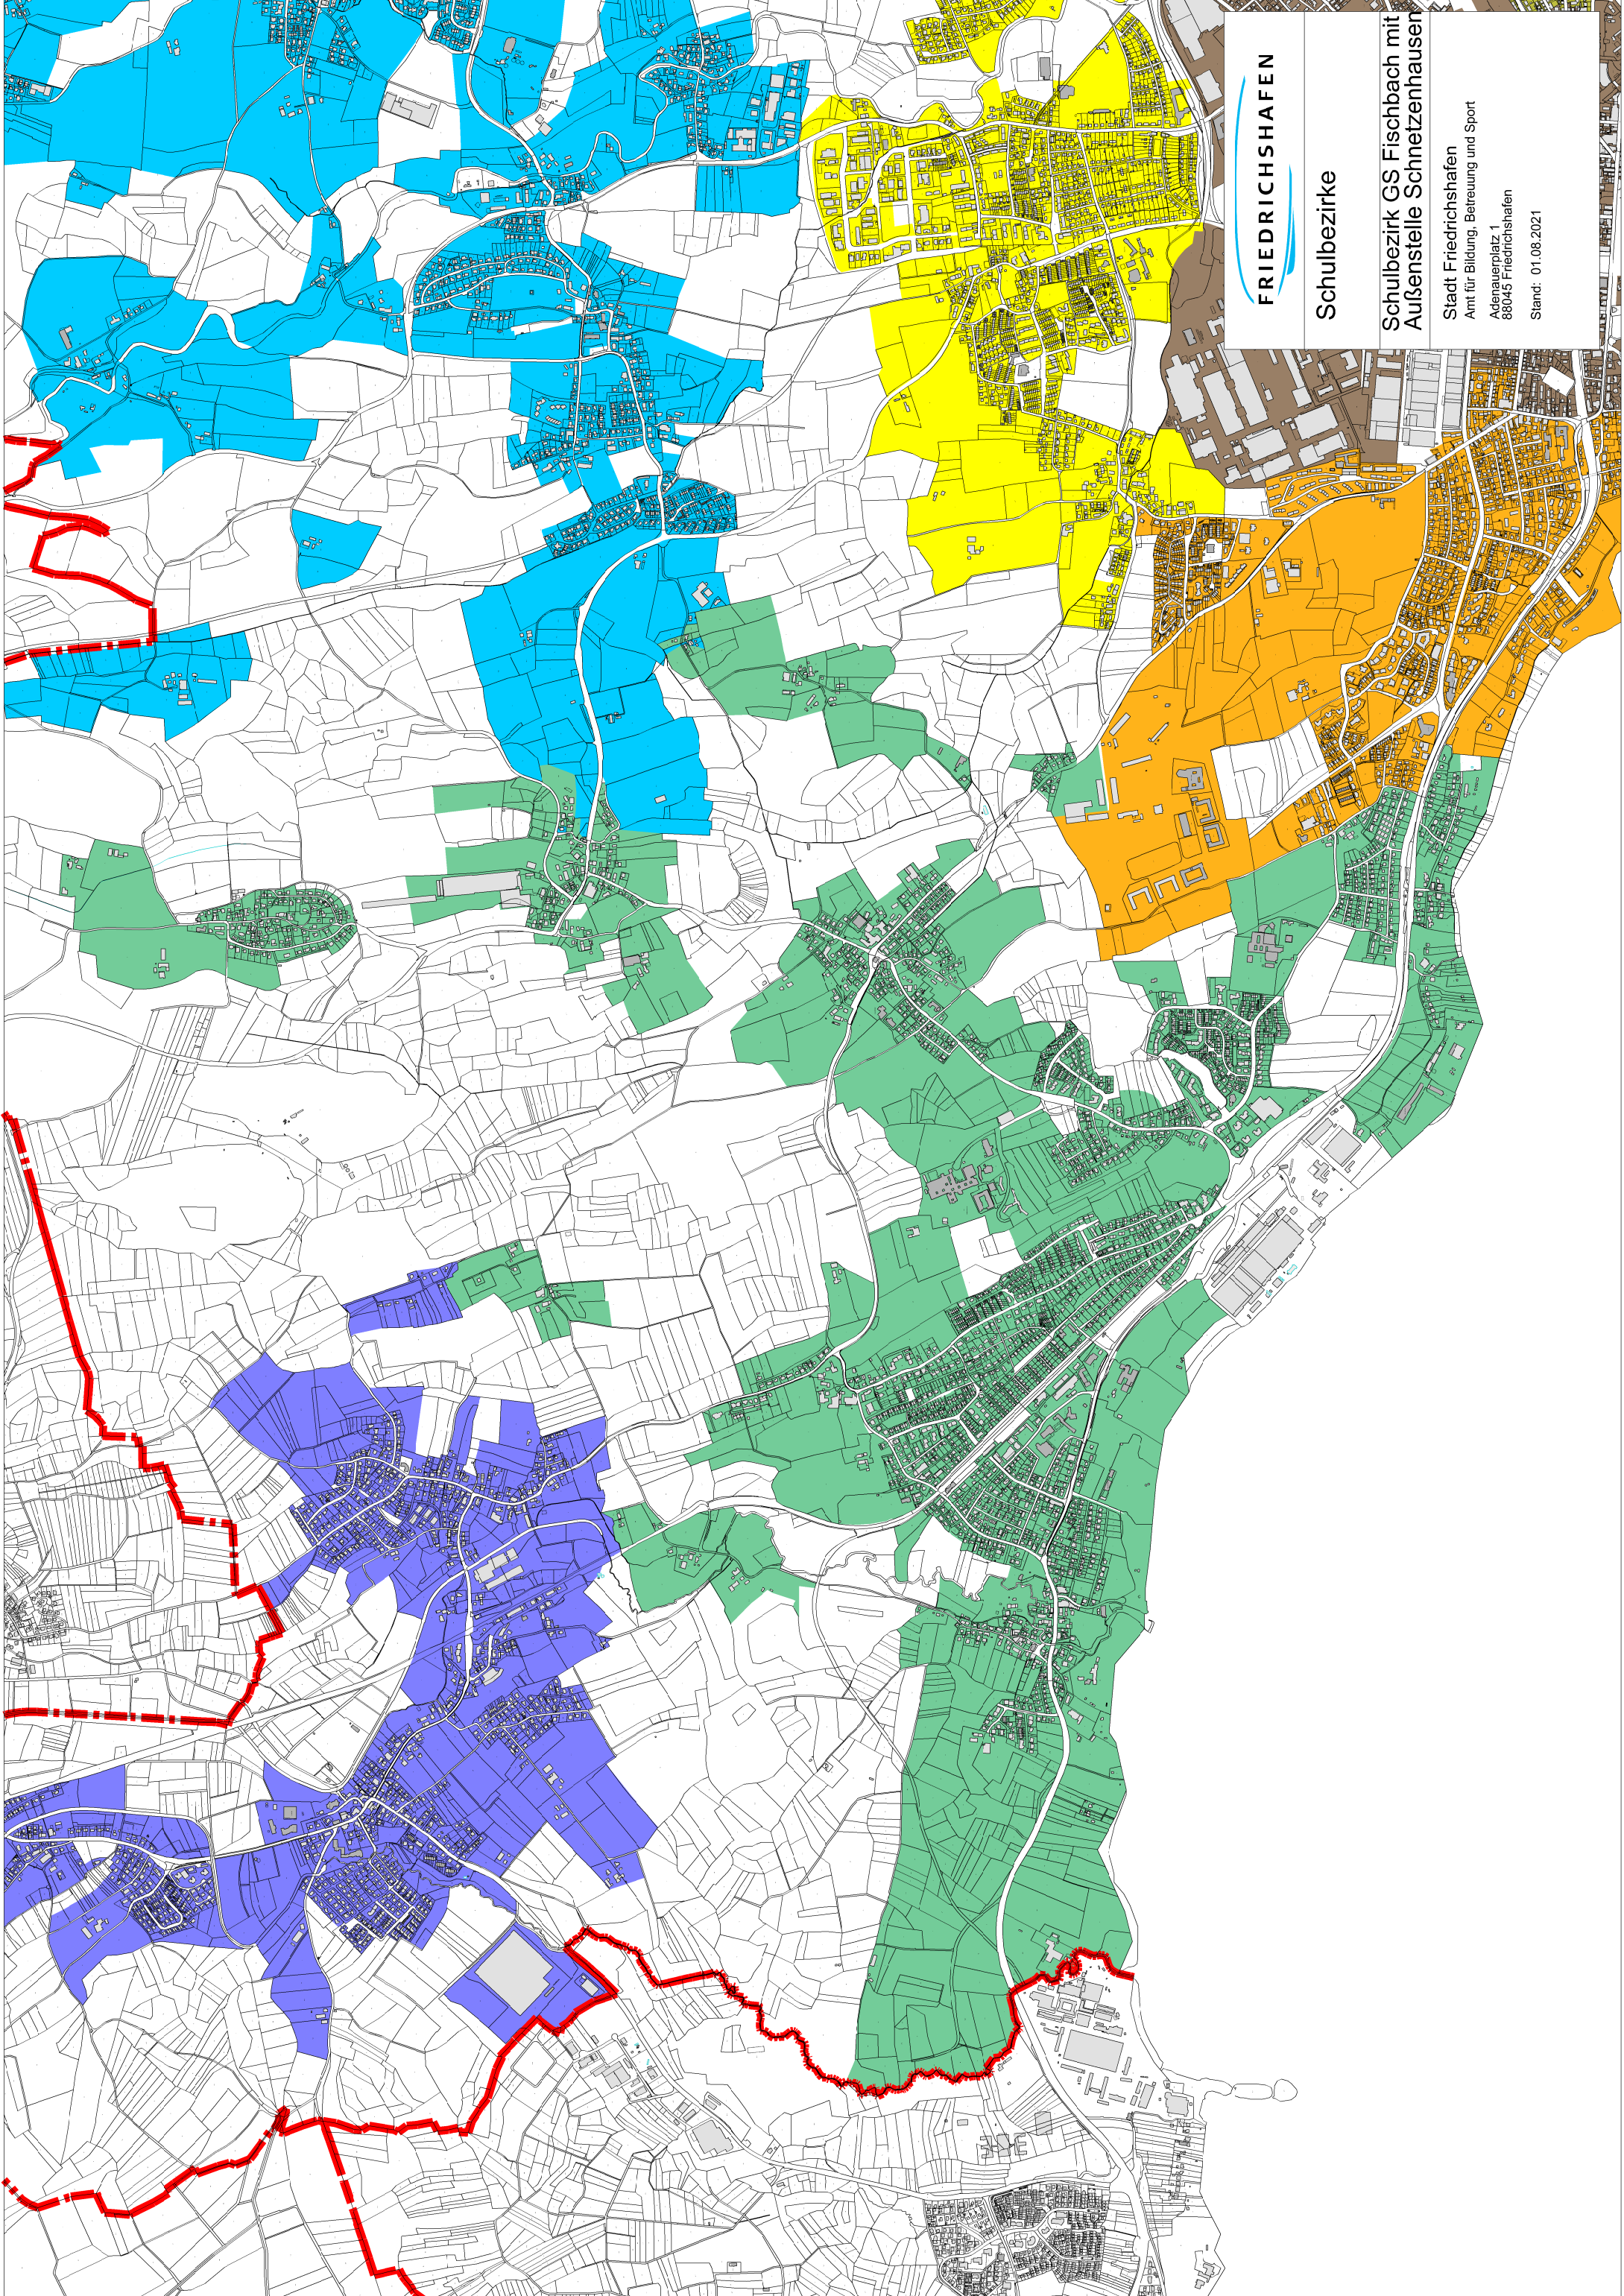 FRIEDRICHSHAFEN
Schulbezirke
Schulbezirk GS Fischbach mit
Außenstelle Schnetzenhausen
Stadt Friedrichshafen
Amt für Bildung, Betreuung und Sport
Adenauerplatz 1
88045 Friedrichshafen
Stand: 01.08.2021